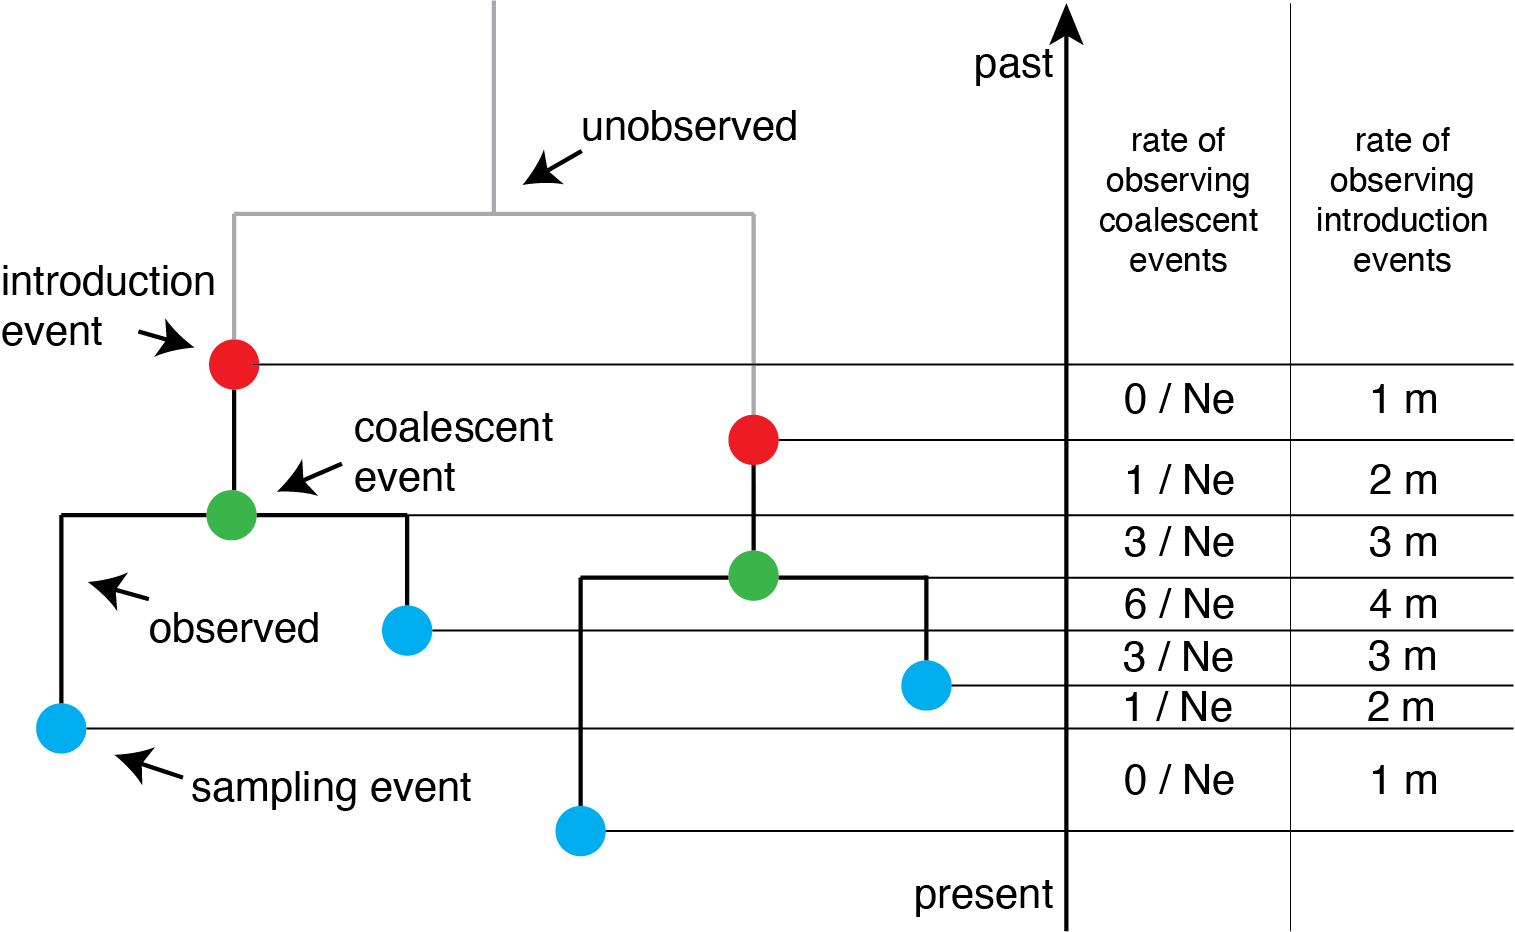 past
unobserved
rate of
observing
coalescent
events
rate of
observing
introduction
events
introduction
event
0 / Ne
1 m
coalescent
event
1 / Ne
2 m
3 / Ne
3 m
6 / Ne
4 m
observed
3 / Ne
3 m
1 / Ne
2 m
sampling event
0 / Ne
1 m
present